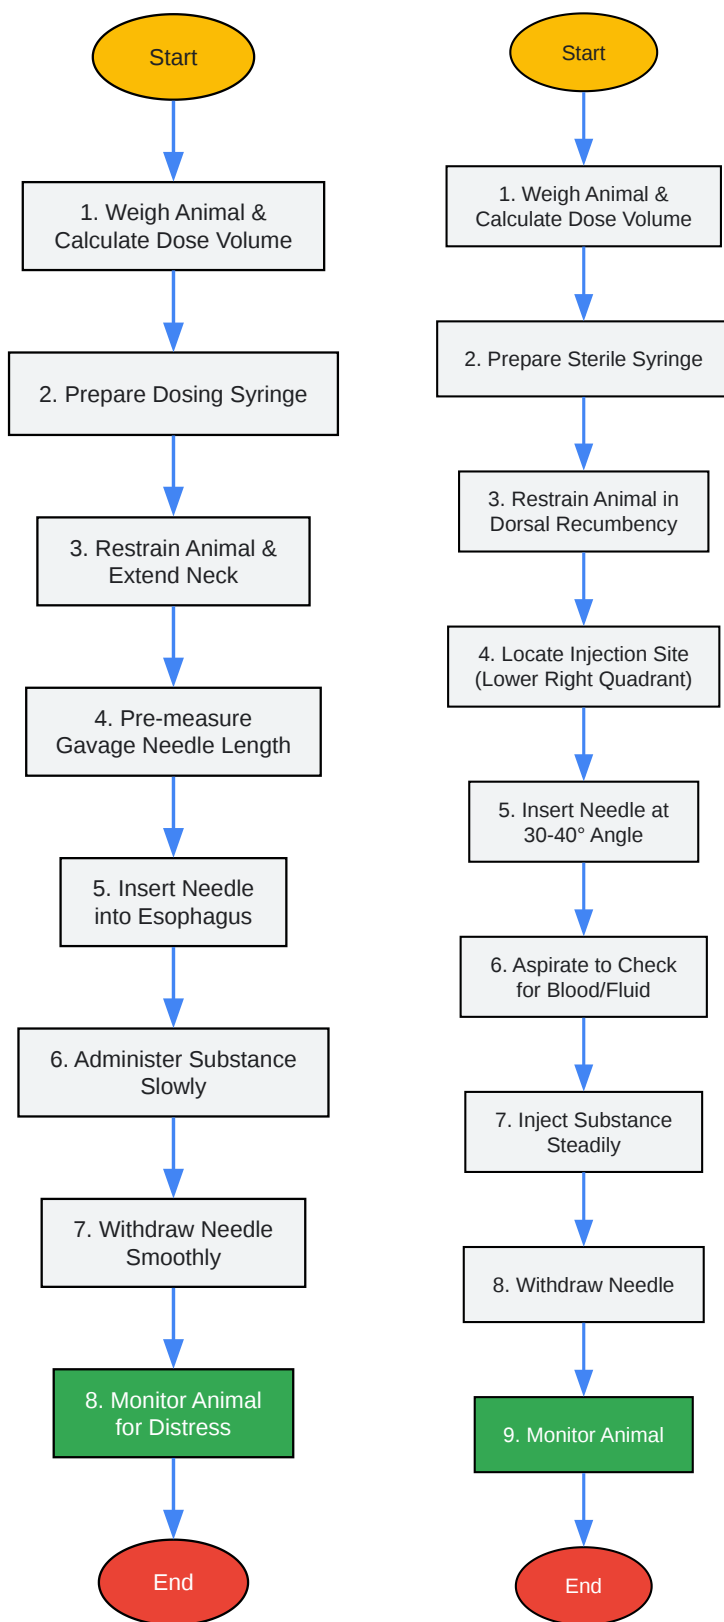 Start
1. Weigh Animal &
Calculate Dose Volume
2. Prepare Dosing Syringe
3. Restrain Animal &
Extend Neck
4. Pre-measure
Gavage Needle Length
5. Insert Needle
into Esophagus
6. Administer Substance
Slowly
7. Withdraw Needle
Smoothly
8. Monitor Animal
for Distress
End
Start
1. Weigh Animal &
Calculate Dose Volume
2. Prepare Sterile Syringe
3. Restrain Animal in
Dorsal Recumbency
4. Locate Injection Site
(Lower Right Quadrant)
5. Insert Needle at
30-40° Angle
6. Aspirate to Check
for Blood/Fluid
7. Inject Substance
Steadily
8. Withdraw Needle
9. Monitor Animal
End